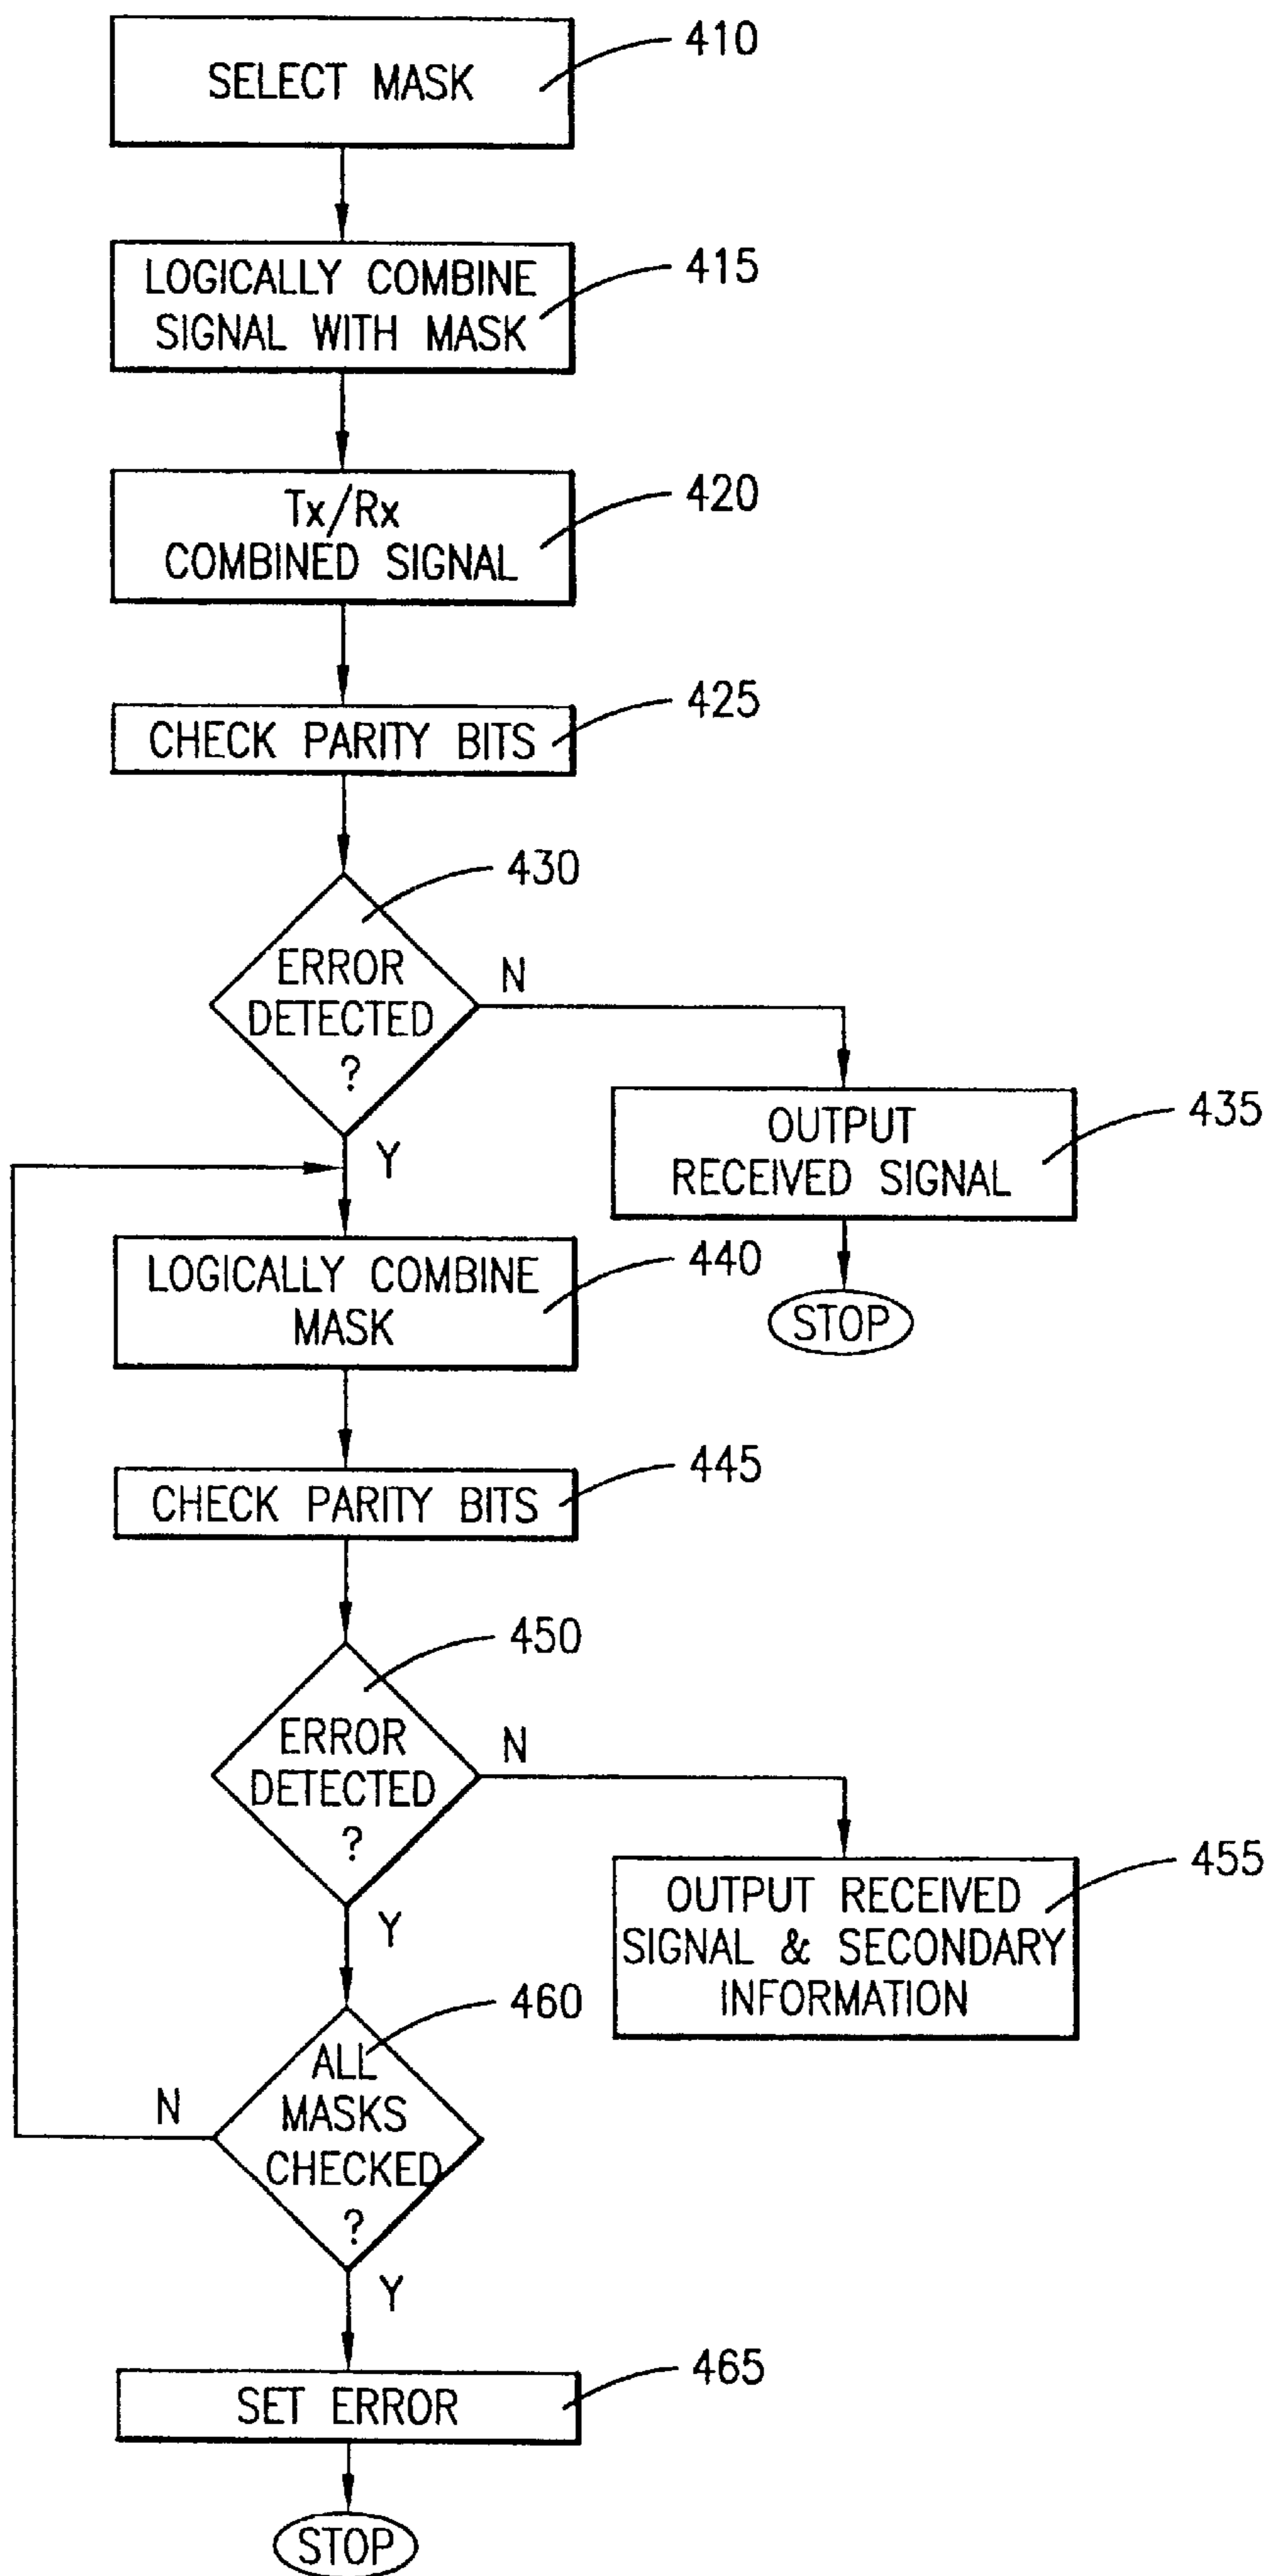 SELECT MASK
410
LOGICALLY COMBINE
SIGNAL WITH MASK
415
Tx/Rx
COMBINED SIGNAL
420
CHECK PARITY BITS
425
ERROR
DETECTED
?
430
N
Y
OUTPUT
RECEIVED SIGNAL
435
STOP
LOGICALLY COMBINE
MASK
440
CHECK PARITY BITS
445
ERROR
DETECTED
?
450
N
Y
OUTPUT RECEIVED
SIGNAL & SECONDARY
INFORMATION
455
ALL
MASKS
CHECKED
?
460
N
Y
SET ERROR
465
STOP